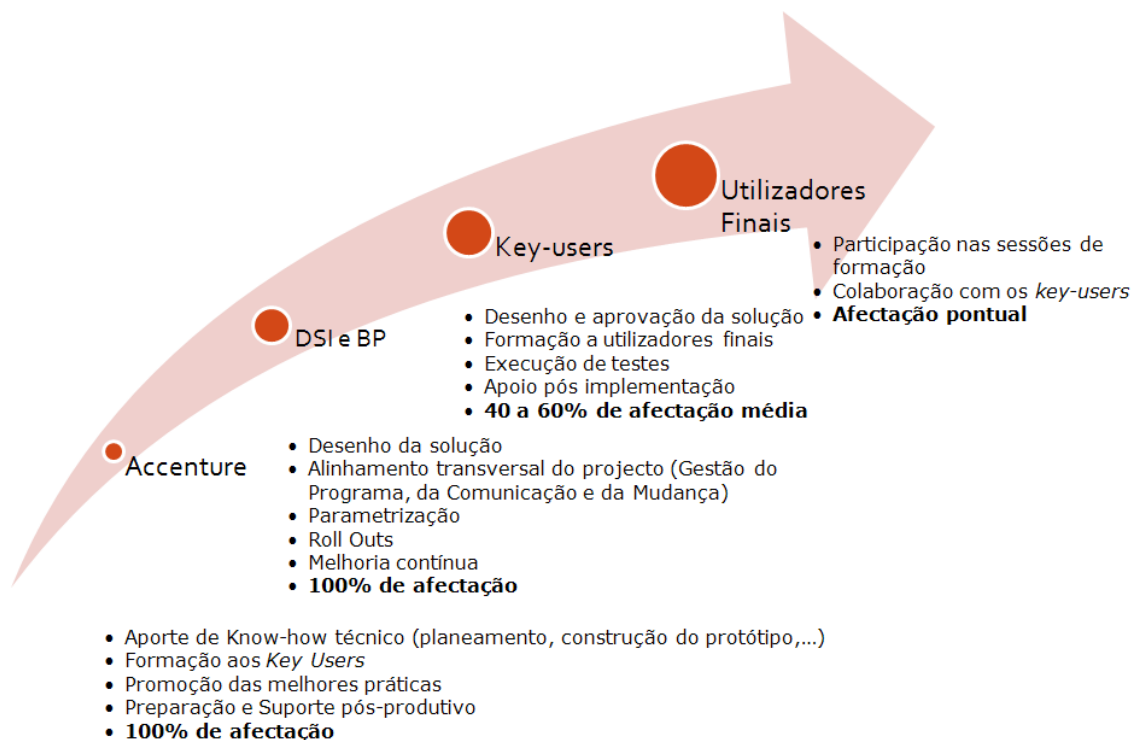 Accenture
• Aporte de Know-how técnico (planeamento, construção do protótipo,...)
• Formação aos Key Users
• Promoção das melhores práticas
• Preparação e Suporte pós-produtivo
• 100% de afectação
DSI e BP
• Desenho da solução
• Alinhamento transversal do projecto (Gestão do
Programa, da Comunicação e da Mudança)
• Parametrização
• Roll Outs
• Melhoria contínua
• 100% de afectação
Key-users
• Desenho e aprovação da solução
• Formação a utilizadores finais
• Execução de testes
• Apoio pós implementação
• 40 a 60% de afectação média
Utilizadores
Finais
• Participação nas sessões de
formação
• Colaboração com os key-users
• Afectação pontual